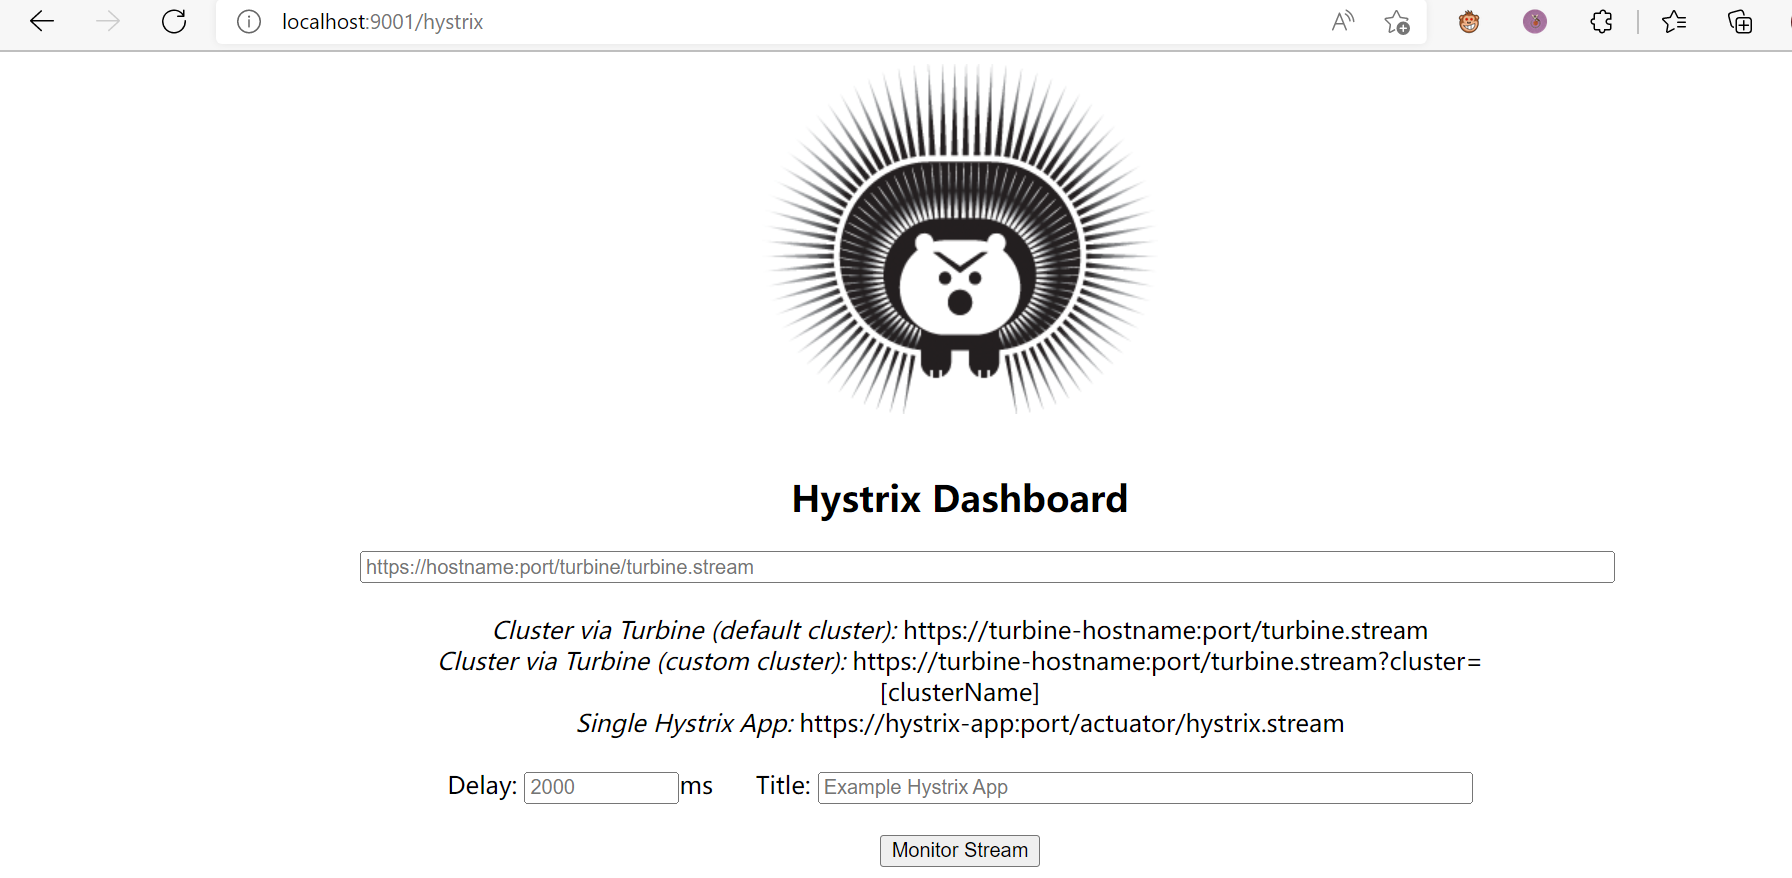 localhost:9001/hystrix
Hystrix Dashboard
https://hostname:port/turbine/turbine.stream
Cluster via Turbine (default cluster): https://turbine-hostname:port/turbine.stream
Cluster via Turbine (custom cluster): https://turbine-hostname:port/turbine.stream?cluster=
[clusterName]
Single Hystrix App: https://hystrix-app:port/actuator/hystrix.stream
Delay: 2000 ms Title: Example Hystrix App
Monitor Stream